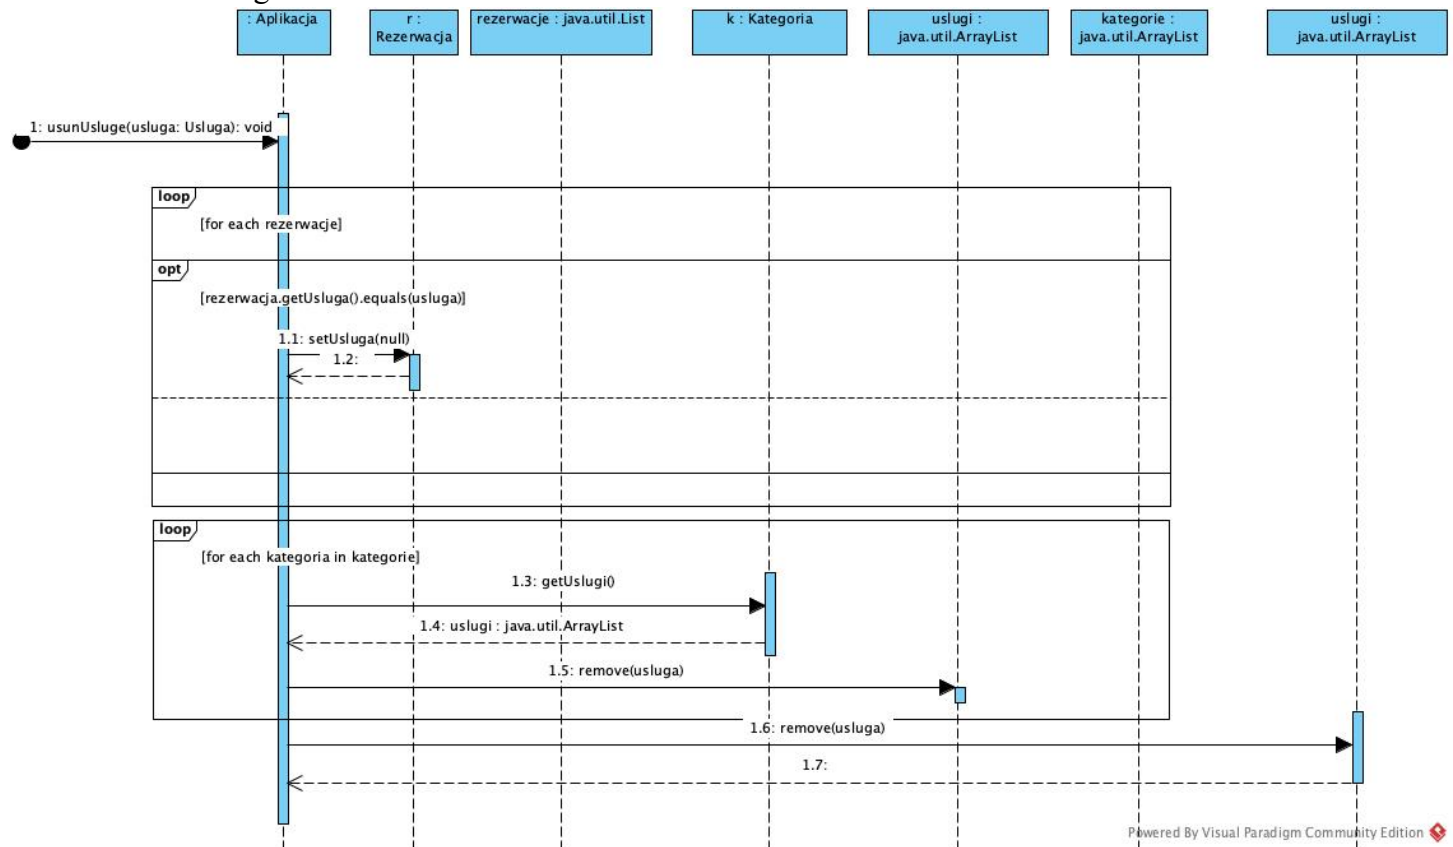 : Aplikacja
r :
Rezerwacja
rezerwacje : java.util.List
k : Kategoria
uslugi :
java.util.ArrayList
kategorie :
java.util.ArrayList
uslugi :
java.util.ArrayList
1: usunUsluge(usluga: Usluga): void
loop
[for each rezerwacje]
opt
[rezerwacja.getUsluga().equals(usluga)]
1.1: setUsluga(null)
1.2:
loop
[for each kategoria in kategorie]
1.3: getUslugi()
1.4: uslugi : java.util.ArrayList
1.5: remove(usluga)
1.6: remove(usluga)
1.7:
Powered By Visual Paradigm Community Edition